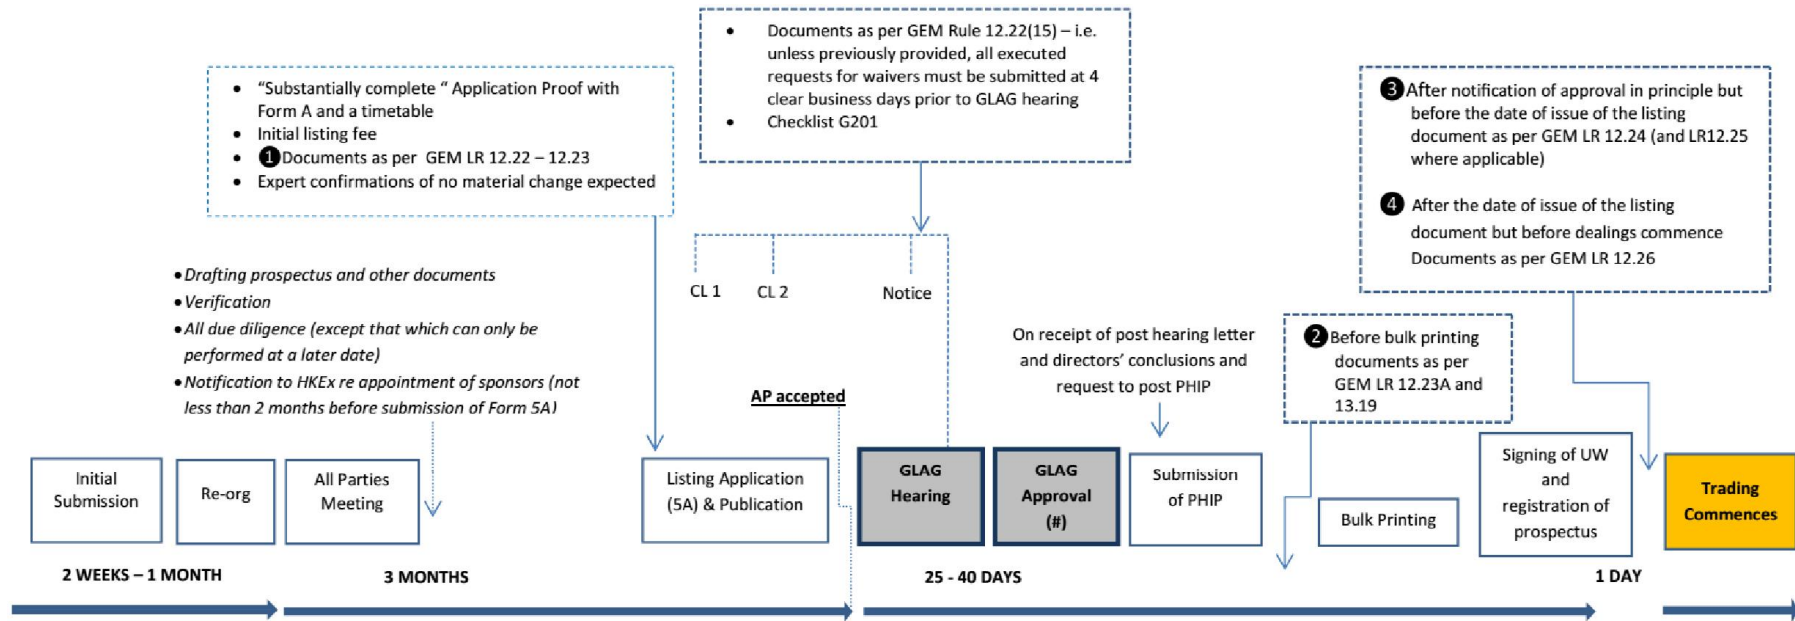 • Documents as per GEM Rule 12.22(15) – i.e.
unless previously provided, all executed
requests for waivers must be submitted at 4
clear business days prior to GLAG hearing
• Checklist G201
• “Substantially complete “ Application Proof with
Form A and a timetable
• Initial listing fee
• ❶Documents as per GEM LR 12.22 – 12.23
• Expert confirmations of no material change expected
❸After notification of approval in principle but
before the date of issue of the listing
document as per GEM LR 12.24 (and LR12.25
where applicable)
❹ After the date of issue of the listing
document but before dealings commence
Documents as per GEM LR 12.26
• Drafting prospectus and other documents
• Verification
• All due diligence (except that which can only be
performed at a later date)
• Notification to HKEx re appointment of sponsors (not
less than 2 months before submission of Form 5A)
CL 1
CL 2
Notice
AP accepted
On receipt of post hearing letter
and directors’ conclusions and
request to post PHIP
❷Before bulk printing
documents as per
GEM LR 12.23A and
13.19
Initial
Submission
Re-org
All Parties
Meeting
Listing Application
(5A) & Publication
GLAG
Hearing
GLAG
Approval
(#)
Submission
of PHIP
Bulk Printing
Signing of UW
and
registration of
prospectus
Trading
Commences
2 WEEKS – 1 MONTH
3 MONTHS
25 - 40 DAYS
1 DAY